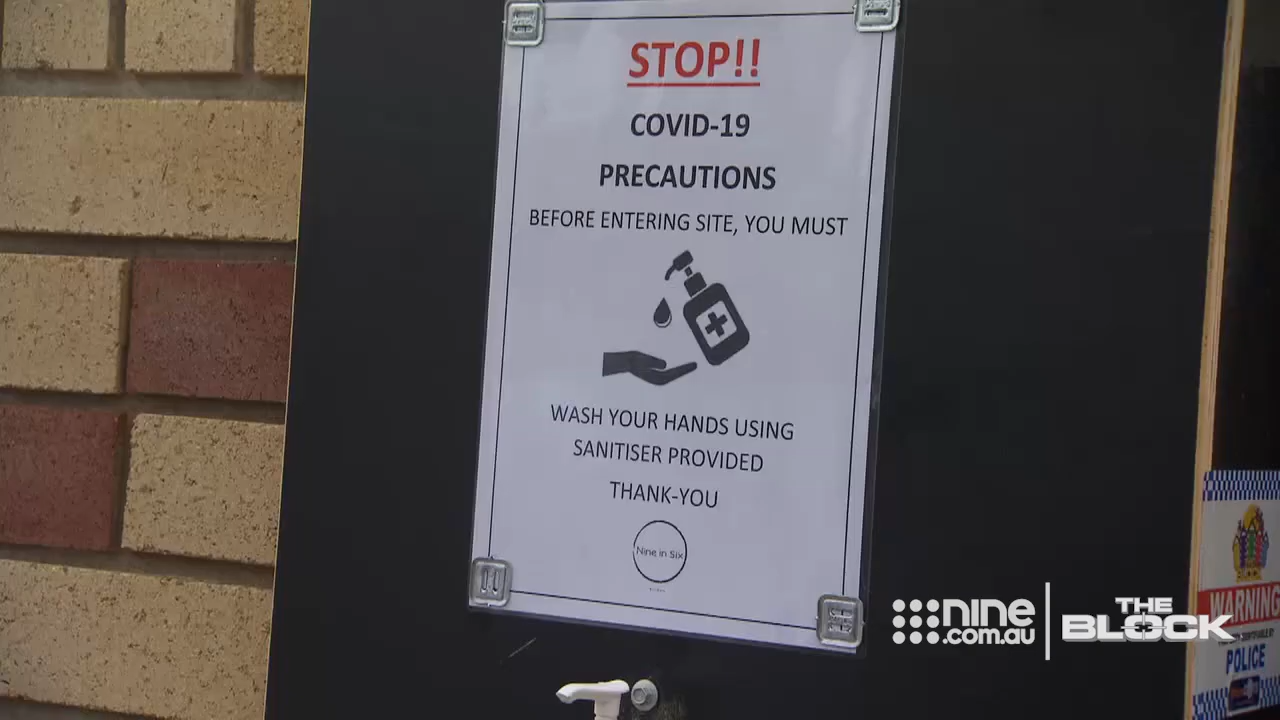 STOP!!
COVID-19
PRECAUTIONS
BEFORE ENTERING SITE, YOU MUST
WASH YOUR HANDS USING
SANITISER PROVIDED
THANK-YOU
Nine in Six
nine
.com.au
THE
BLOCK
WARNING
POLICE